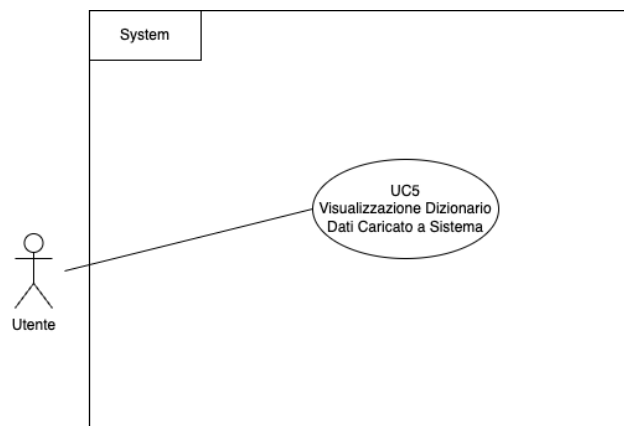 System
UC5
Visualizzazione Dizionario
Dati Caricato a Sistema
Utente